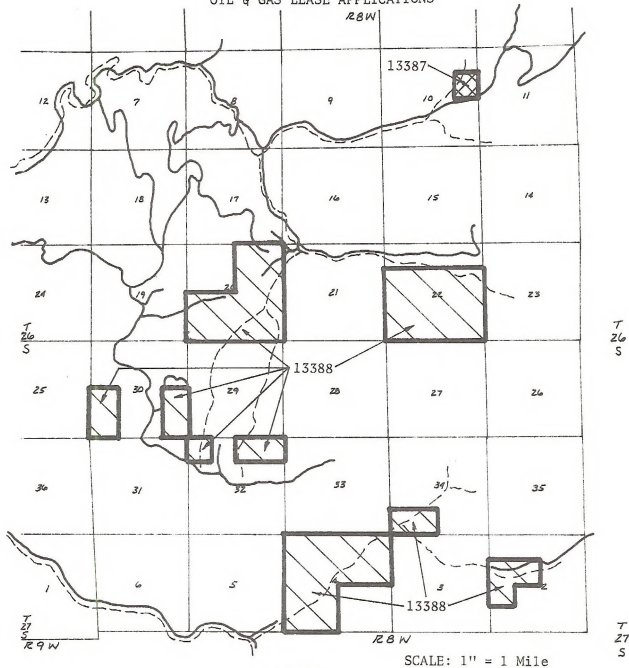 OIL & GAS LEASE APPLICATIONS
R8W
13387
12 7 8 9 10 11
13 18 17 16 15 14
24 19 20 21 22 23
T
26
S
T
26
S
13388
25 30 29 28 27 26
36 31 32 33 34 35
1 6 5 3 2
13388
T
27
S
R9W
R8W
T
27
S
SCALE: 1" = 1 Mile